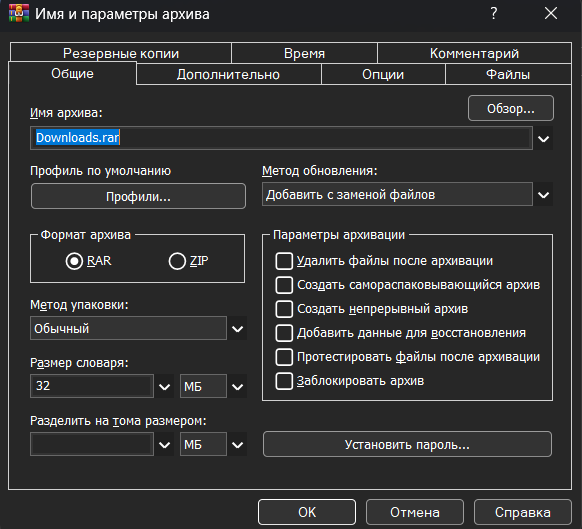 Имя и параметры архива
?
Резервные копии
Время
Комментарий
Общие
Дополнительно
Опции
Файлы
Обзор...
Имя архива:
Downloads.rar
Профиль по умолчанию
Метод обновления:
Профили...
Добавить с заменой файлов
Формат архива
RAR
ZIP
Параметры архивации
Удалить файлы после архивации
Создать самораспаковывающийся архив
Создать непрерывный архив
Добавить данные для восстановления
Протестировать файлы после архивации
Заблокировать архив
Метод упаковки:
Обычный
Размер словаря:
32
МБ
Разделить на тома размером:
МБ
Установить пароль...
OK
Отмена
Справка